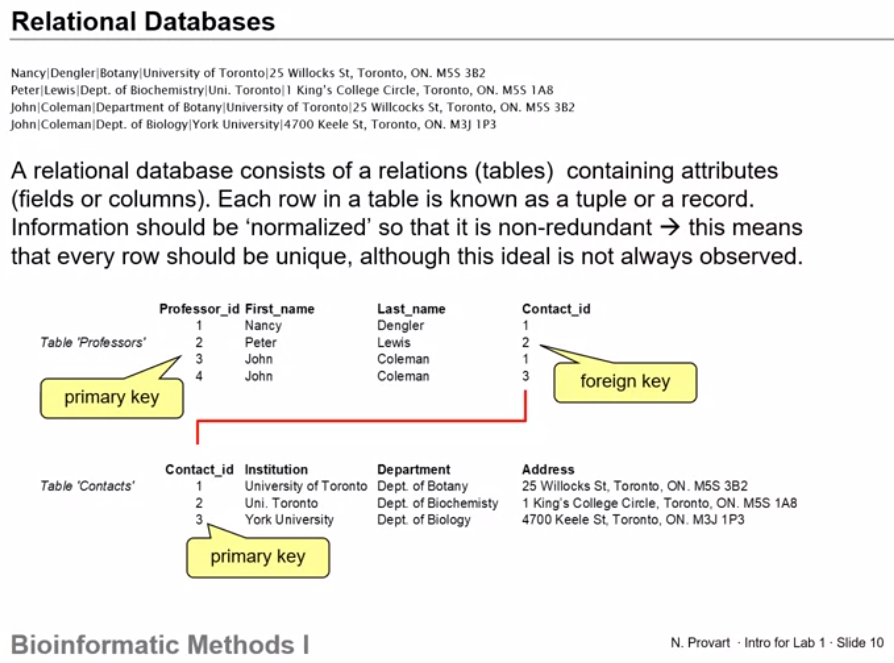 Relational Databases
Nancy|Dengler|Botany|University of Toronto|25 Willocks St, Toronto, ON. M5S 3B2
Peter|Lewis|Dept. of Biochemistry|Uni. Toronto|1 King's College Circle, Toronto, ON. M5S 1A8
John|Coleman|Department of Botany|University of Toronto|25 Willcocks St, Toronto, ON. M5S 3B2
John|Coleman|Dept. of Biology|York University|4700 Keele St, Toronto, ON. M3J 1P3
A relational database consists of a relations (tables)  containing attributes
(fields or columns). Each row in a table is known as a tuple or a record.
Information should be ‘normalized’ so that it is non-redundant → this means
that every row should be unique, although this ideal is not always observed.
Professor_id First_name Last_name Contact_id
1 Nancy Dengler 1
Table 'Professors' 2 Peter Lewis 2
3 John Coleman 1
4 John Coleman 3
primary key
foreign key
Contact_id Institution Department Address
Table 'Contacts' 1 University of Toronto Dept. of Botany 25 Willocks St, Toronto, ON. M5S 3B2
2 Uni. Toronto Dept. of Biochemisty 1 King's College Circle, Toronto, ON. M5S 1A8
3 York University Dept. of Biology 4700 Keele St, Toronto, ON. M3J 1P3
primary key
Bioinformatic Methods I
N. Provart · Intro for Lab 1 · Slide 10